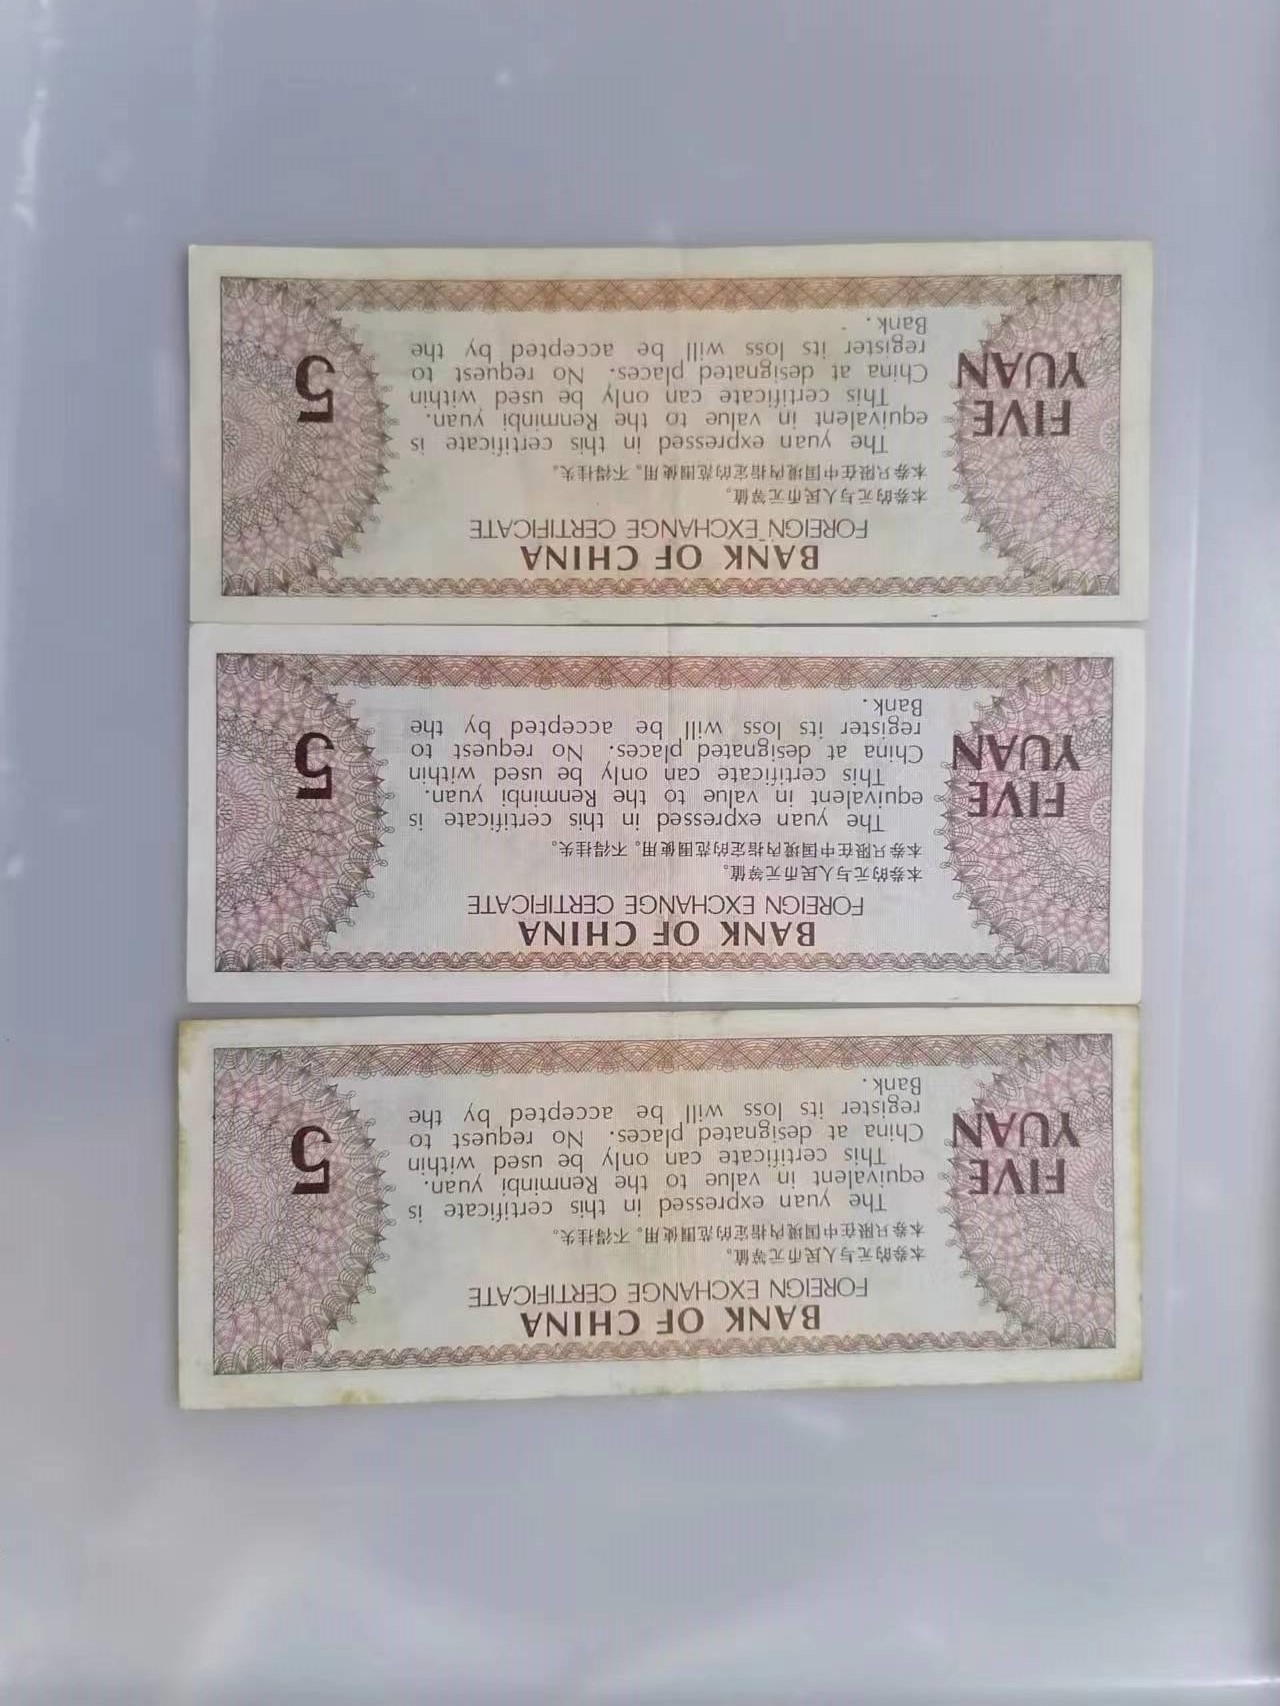 BANK OF CHINA
FOREIGN EXCHANGE CERTIFICATE
本券的元与人民币元等值。
本券只限在中国境内指定的范围使用。不得挂失。
The yuan expressed in this certificate is
equivalent in value to the Renminbi yuan.
This certificate can only be used within
China at designated places. No request to
register its loss will be accepted by the
Bank.
FIVE
YUAN
5
BANK OF CHINA
FOREIGN EXCHANGE CERTIFICATE
本券的元与人民币元等值。
本券只限在中国境内指定的范围使用。不得挂失。
The yuan expressed in this certificate is
equivalent in value to the Renminbi yuan.
This certificate can only be used within
China at designated places. No request to
register its loss will be accepted by the
Bank.
FIVE
YUAN
5
BANK OF CHINA
FOREIGN EXCHANGE CERTIFICATE
本券的元与人民币元等值。
本券只限在中国境内指定的范围使用。不得挂失。
The yuan expressed in this certificate is
equivalent in value to the Renminbi yuan.
This certificate can only be used within
China at designated places. No request to
register its loss will be accepted by the
Bank.
FIVE
YUAN
5